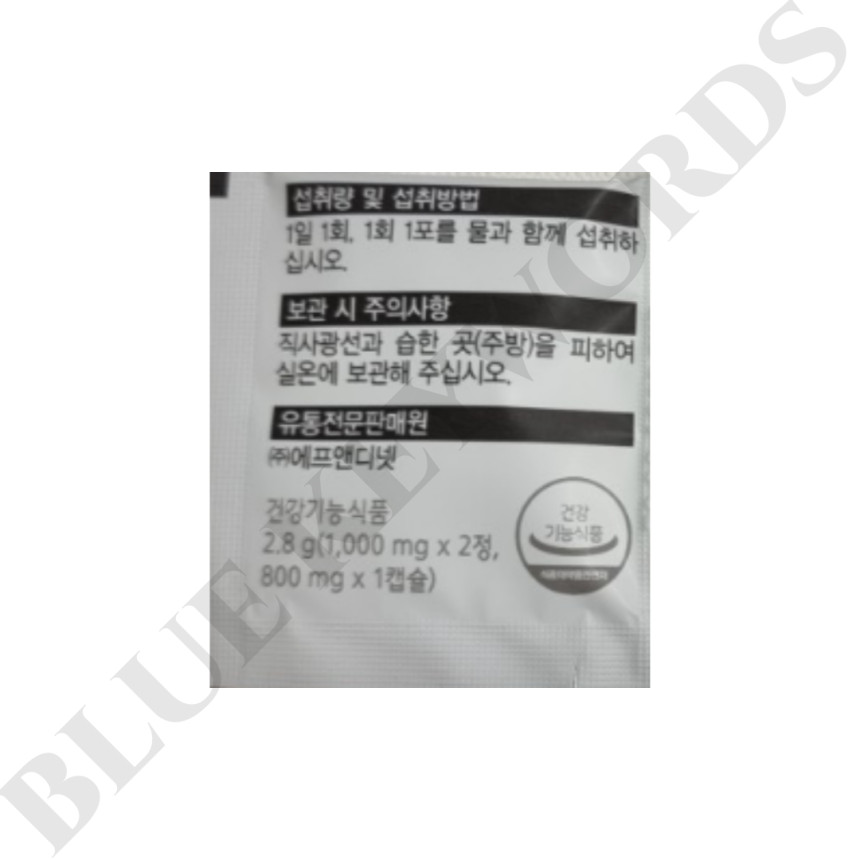 섭취량 및 섭취방법
1일 1회, 1회 1포를 물과 함께 섭취하
십시오.
보관 시 주의사항
직사광선과 습한 곳(주방)을 피하여
실온에 보관해 주십시오.
유통전문판매원
㈜에프앤디넷
건강기능식품
2.8 g(1,000 mg x 2정,
800 mg x 1캡슐)
건강
기능식품
BLUE KEYWORDS